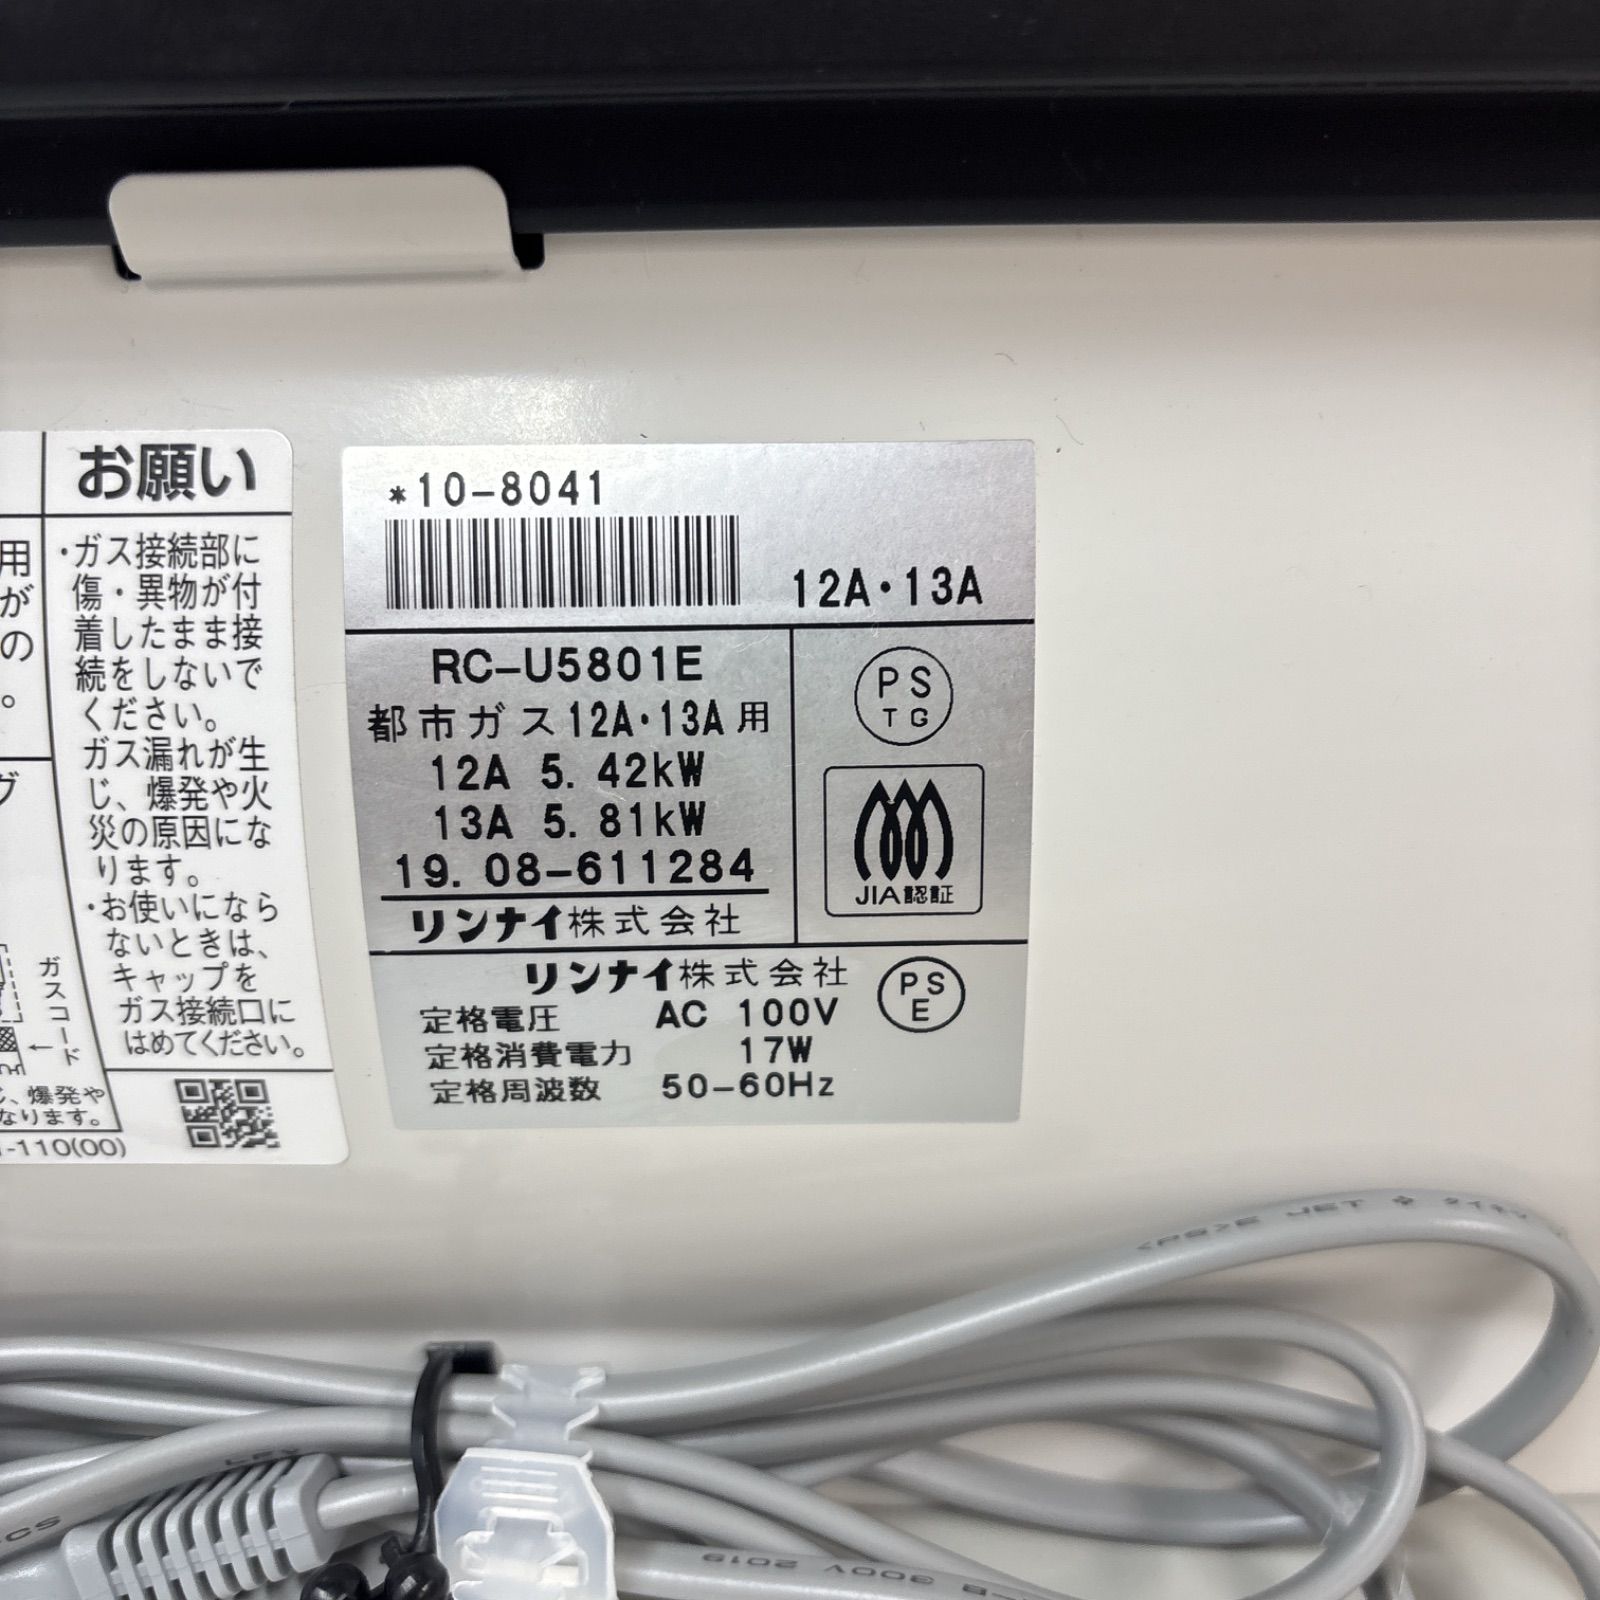 お願い
・ガス接続部に
傷・異物が付
着したまま接
続をしないで
ください。
ガス漏れが生
じ、爆発や火
災の原因にな
ります。
・お使いになら
ないときは、
キャップを
ガス接続口に
はめてください。
用
が
の
。
グ
ガスコード
じ、爆発や
なります。
-110(00)
*10-8041
12A・13A
RC-U5801E
都市ガス12A・13A用
12A 5.42kW
13A 5.81kW
19.08-611284
リンナイ株式会社
PS
TG
JIA認証
リンナイ株式会社
PS
E
定格電圧 AC 100V
定格消費電力 17W
定格周波数 50-60Hz
<PS>E JET
300V 2019